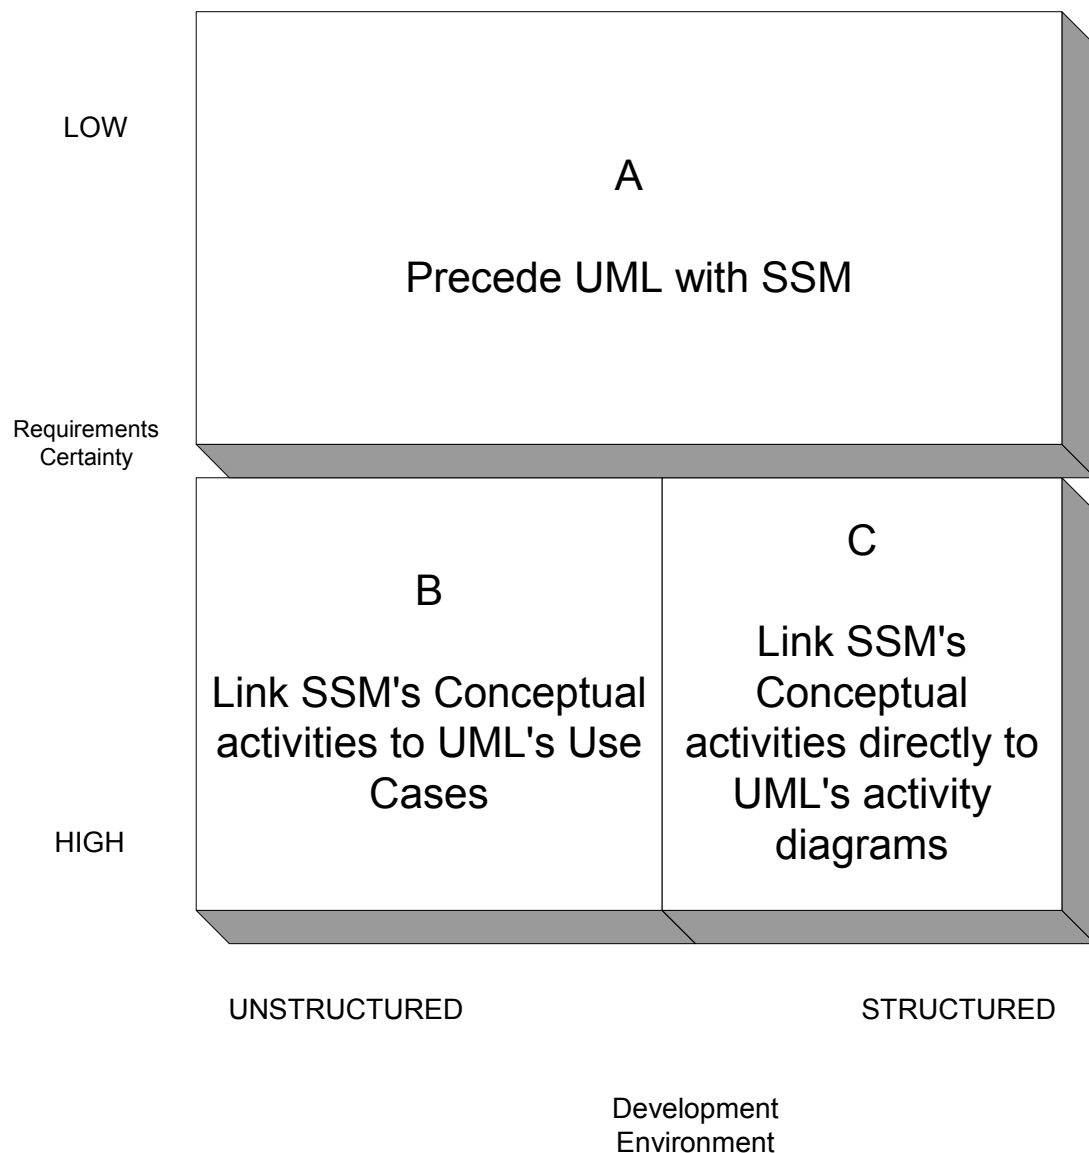 LOW
A
Precede UML with SSM
Requirements
Certainty
B
Link SSM's Conceptual
activities to UML's Use
Cases
C
Link SSM's
Conceptual
activities directly to
UML's activity
diagrams
HIGH
UNSTRUCTURED
STRUCTURED
Development
Environment